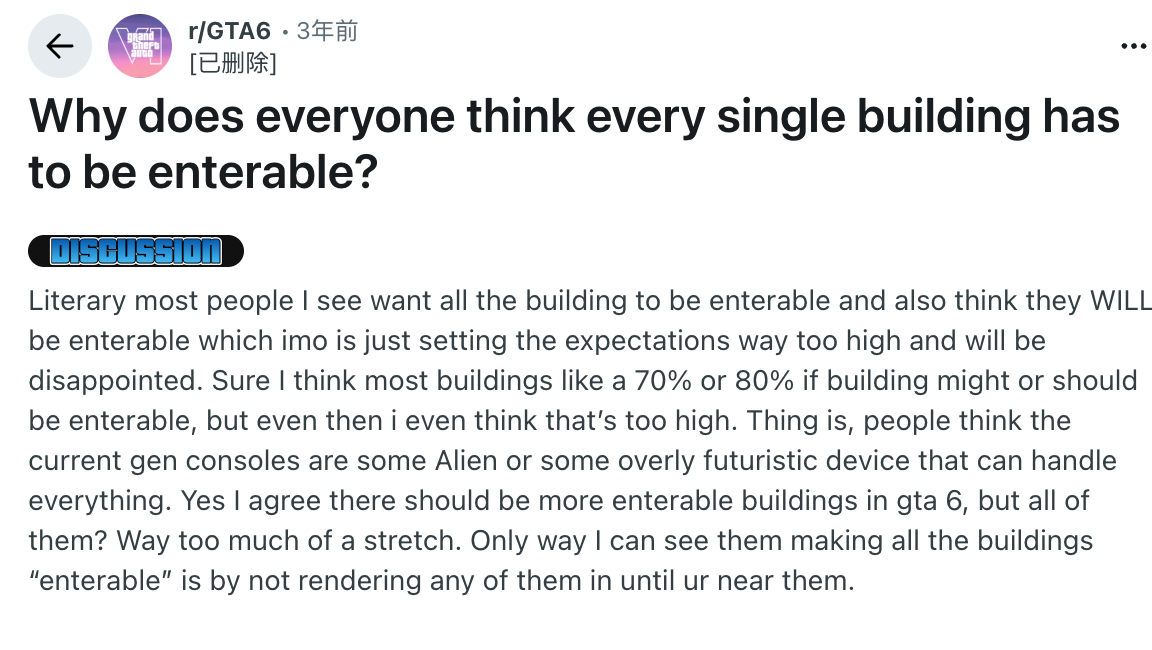 r/GTA6 • 3年前
[已删除]
grand
theft
auto
VI
Why does everyone think every single building has
to be enterable?
DISCUSSION
Literary most people I see want all the building to be enterable and also think they WILL
be enterable which imo is just setting the expectations way too high and will be
disappointed. Sure I think most buildings like a 70% or 80% if building might or should
be enterable, but even then i even think that’s too high. Thing is, people think the
current gen consoles are some Alien or some overly futuristic device that can handle
everything. Yes I agree there should be more enterable buildings in gta 6, but all of
them? Way too much of a stretch. Only way I can see them making all the buildings
“enterable” is by not rendering any of them in until ur near them.